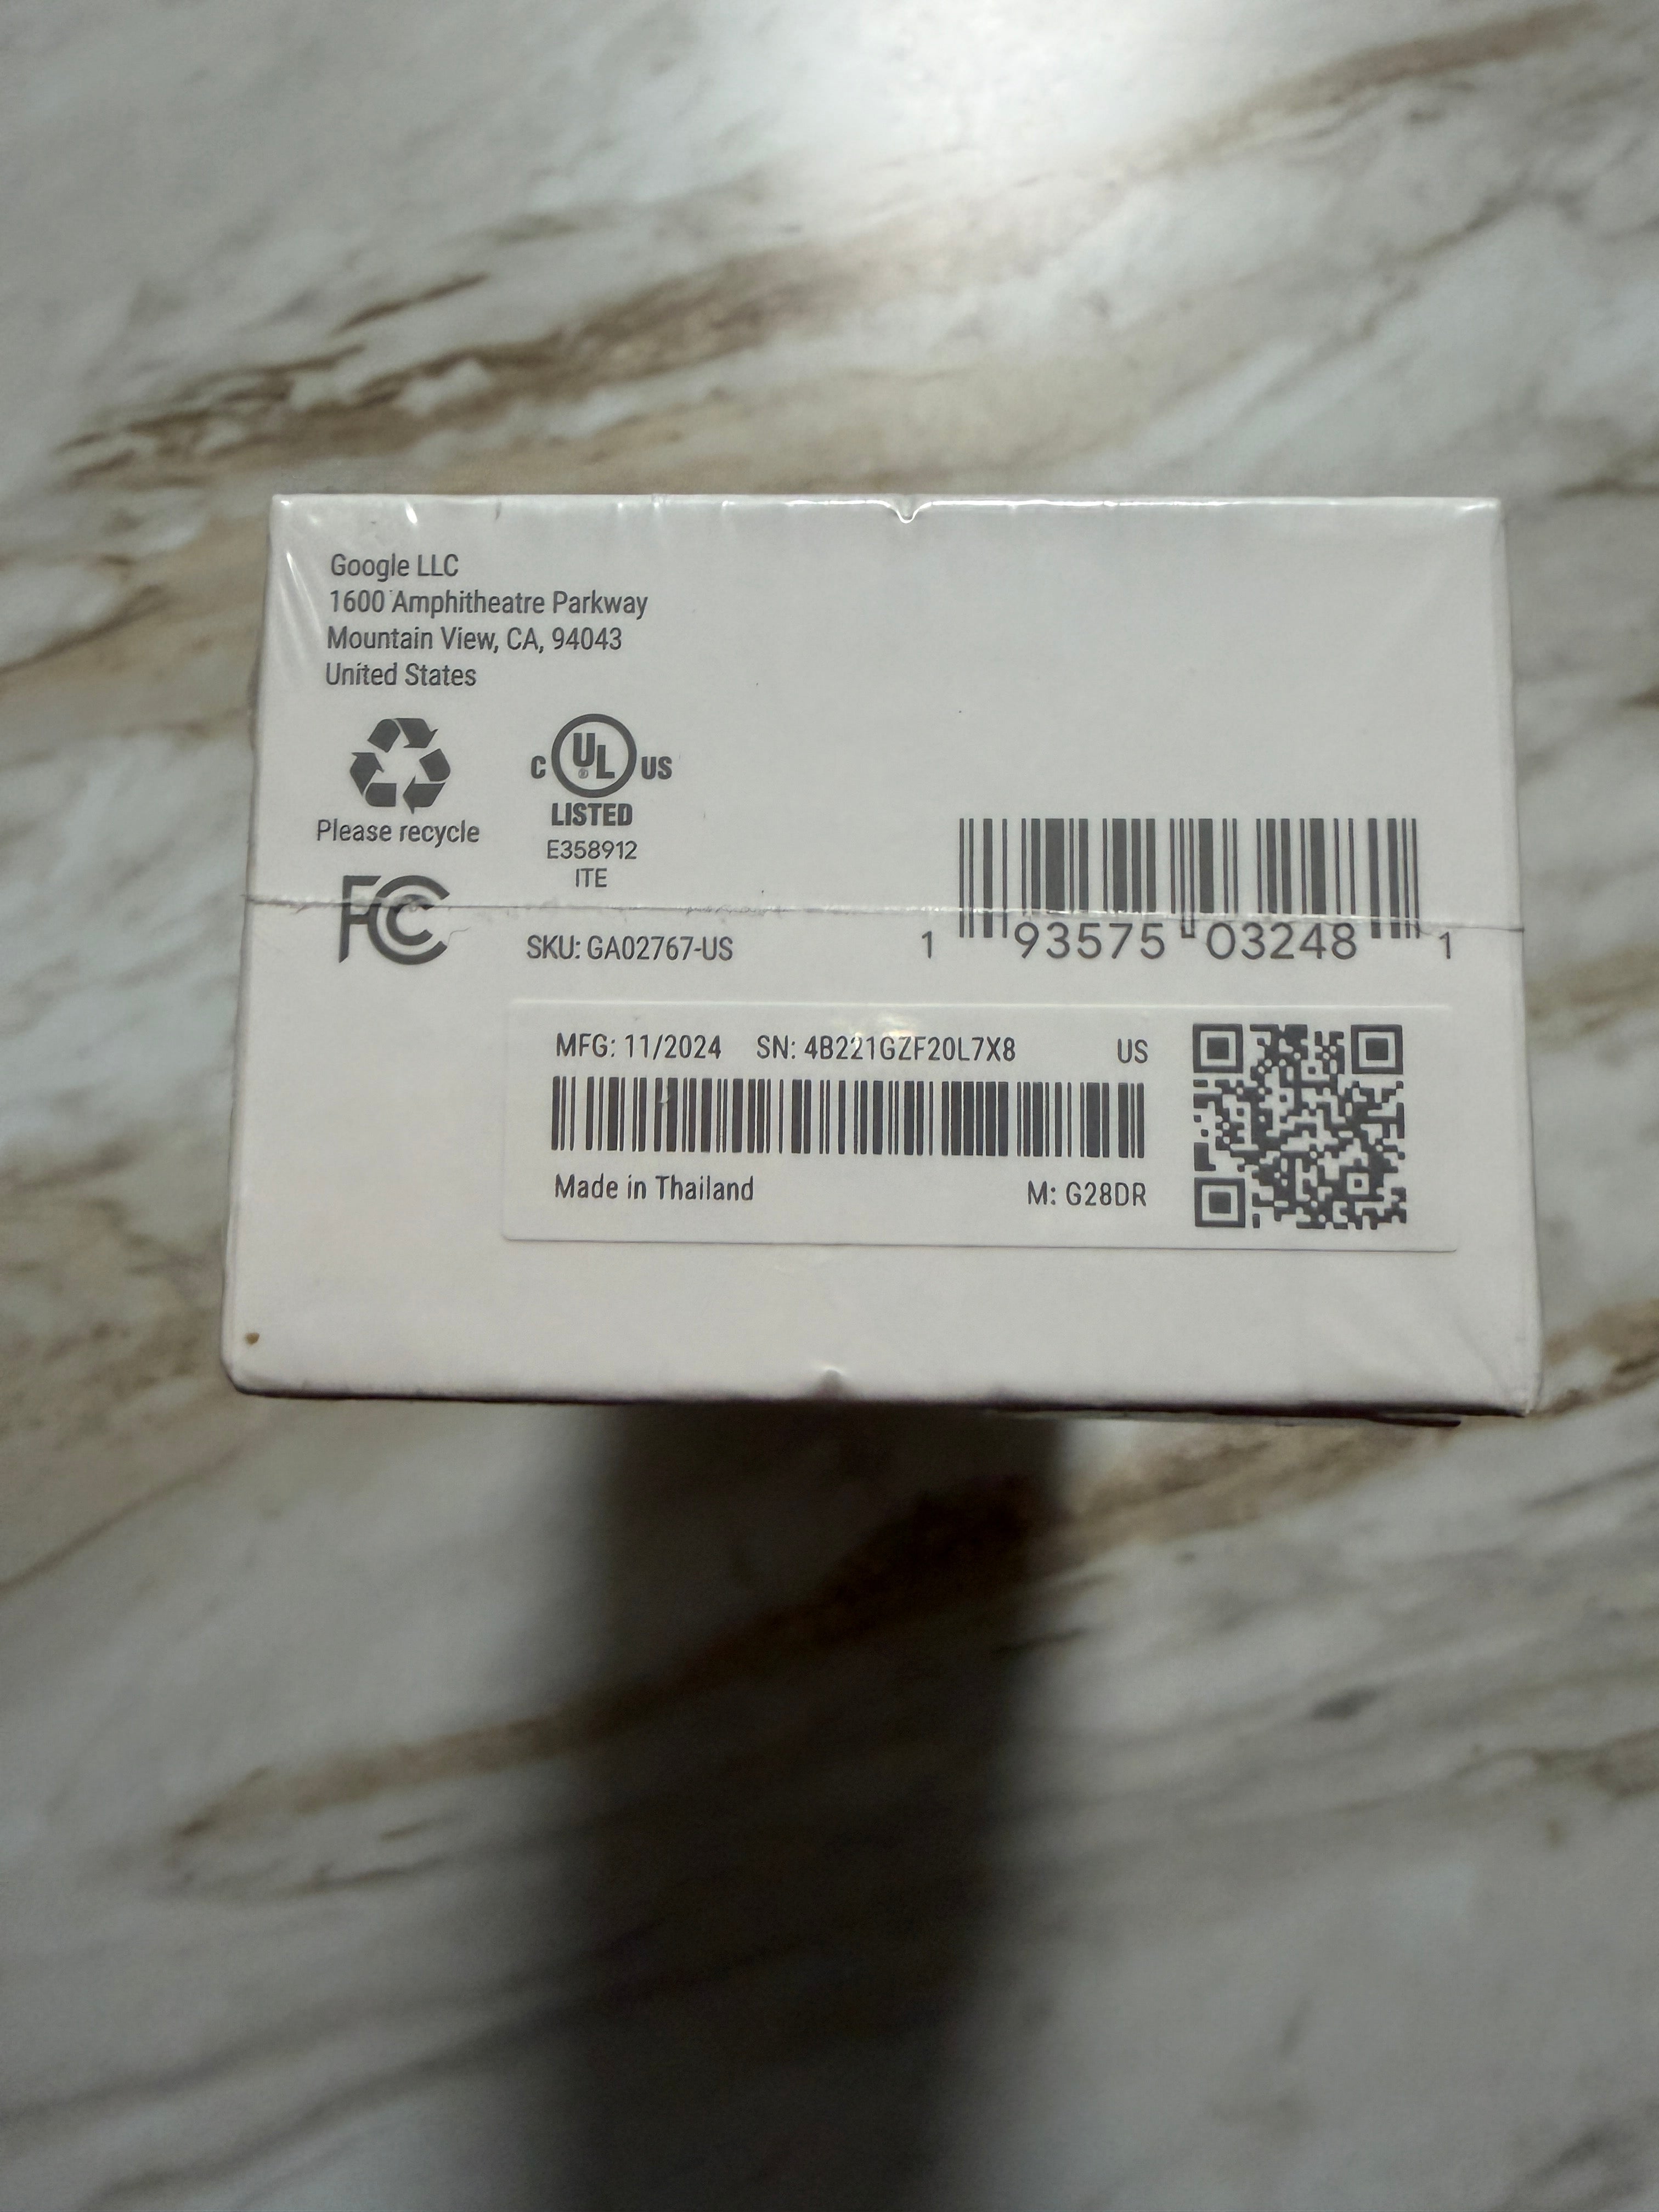 Google LLC
1600 Amphitheatre Parkway
Mountain View, CA, 94043
United States
Please recycle
C UL® US
LISTED
E358912
ITE
FCC
SKU: GA02767-US
1 93575 03248 1
MFG: 11/2024 SN: 4B221GZF20L7X8 US
Made in Thailand M: G28DR